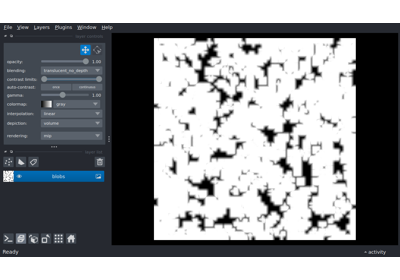 File View Layers Plugins Window Help
opacity: 1.00
blending: translucent_no_depth
contrast limits:
auto-contrast: once continuous
gamma: 1.00
colormap: gray
interpolation: linear
depiction: volume
rendering: mip
blobs
Ready
activity